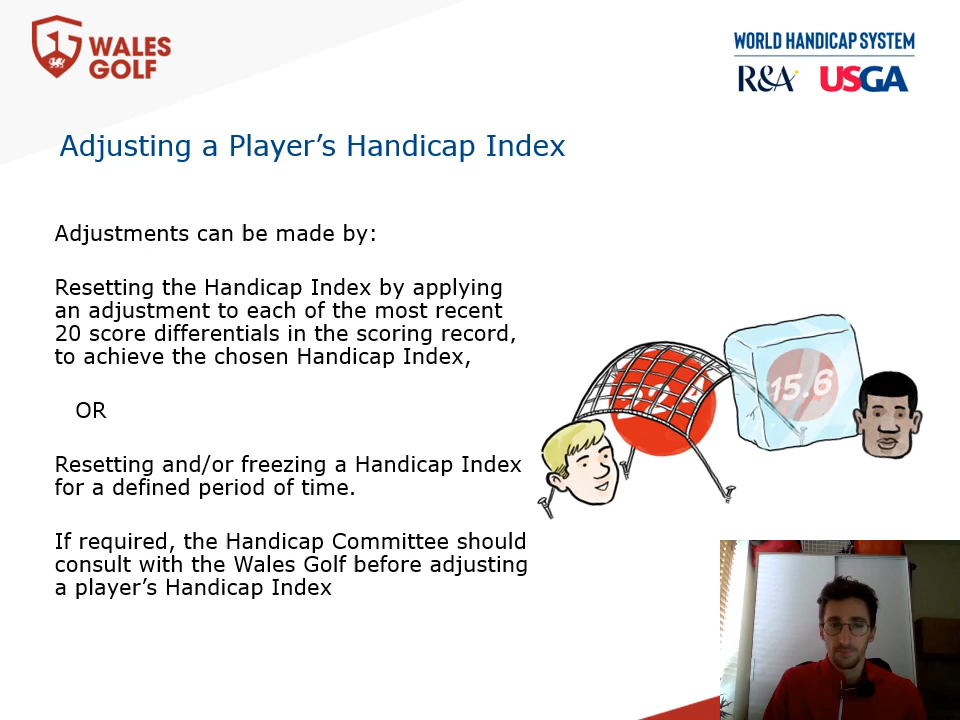 WALES
GOLF
WORLD HANDICAP SYSTEM
R&A USGA
Adjusting a Player's Handicap Index
Adjustments can be made by:
Resetting the Handicap Index by applying
an adjustment to each of the most recent
20 score differentials in the scoring record,
to achieve the chosen Handicap Index,
OR
Resetting and/or freezing a Handicap Index
for a defined period of time.
If required, the Handicap Committee should
consult with the Wales Golf before adjusting
a player's Handicap Index
15.6